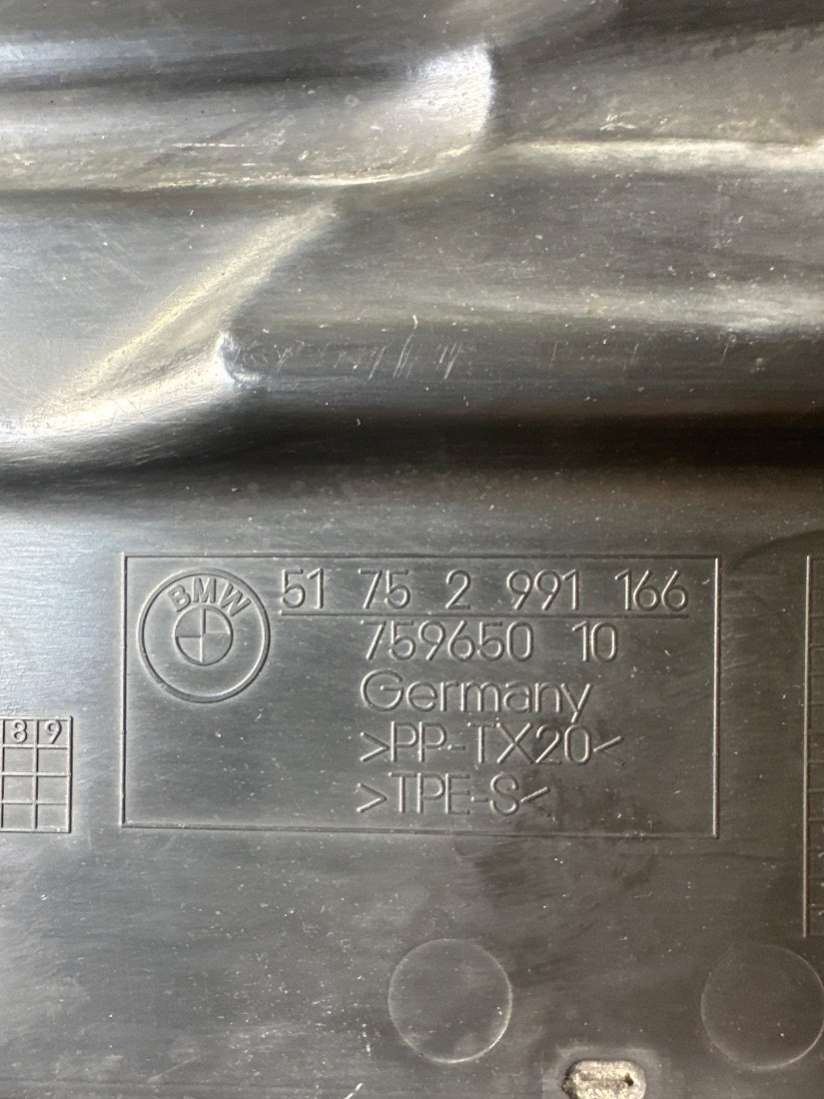 BMW
51 75 2 991 166
759650 10
Germany
>PP-TX20<
>TPE-S<
8 9